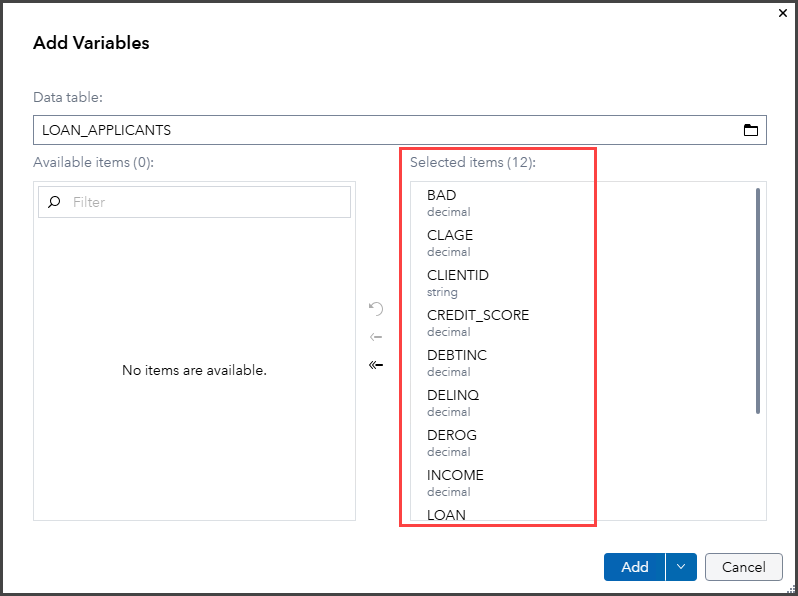 Add Variables
Data table:
LOAN_APPLICANTS
Available items (0):
Filter
No items are available.
Selected items (12):
BAD
decimal
CLAGE
decimal
CLIENTID
string
CREDIT_SCORE
decimal
DEBTINC
decimal
DELINQ
decimal
DEROG
decimal
INCOME
decimal
LOAN
Add
Cancel